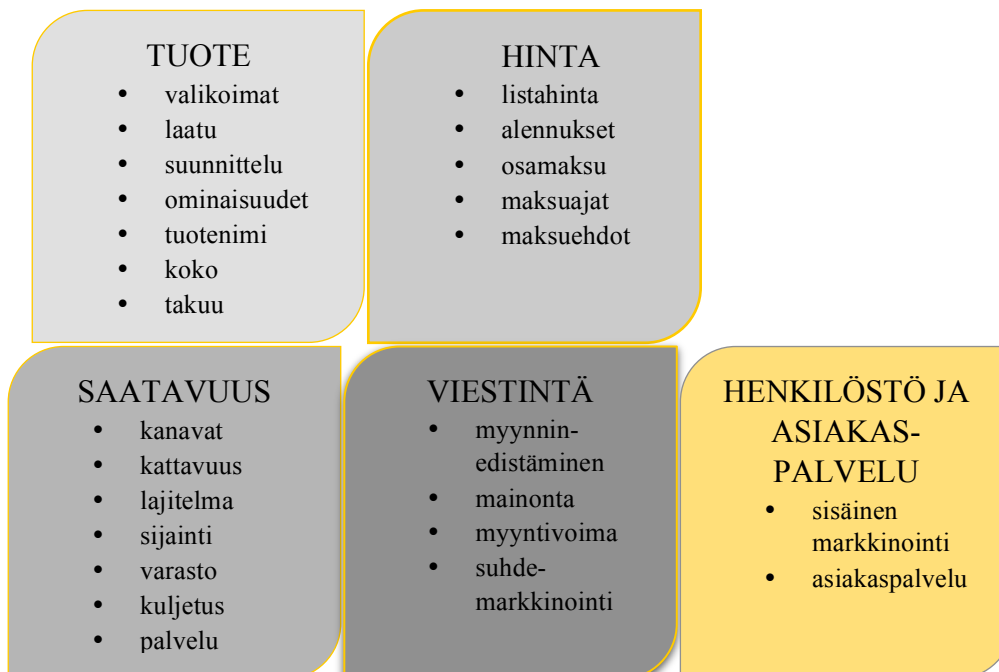 TUOTE
• valikoimat
• laatu
• suunnittelu
• ominaisuudet
• tuotenimi
• koko
• takuu
HINTA
• listahinta
• alennukset
• osamaksu
• maksuajat
• maksuehdot
SAATAVUUS
• kanavat
• kattavuus
• lajitelma
• sijainti
• varasto
• kuljetus
• palvelu
VIESTINTÄ
• myynnin-
edistäminen
• mainonta
• myyntivoima
• suhde-
markkinointi
HENKILÖSTÖ JA
ASIAKAS-
PALVELU
• sisäinen
markkinointi
• asiakaspalvelu